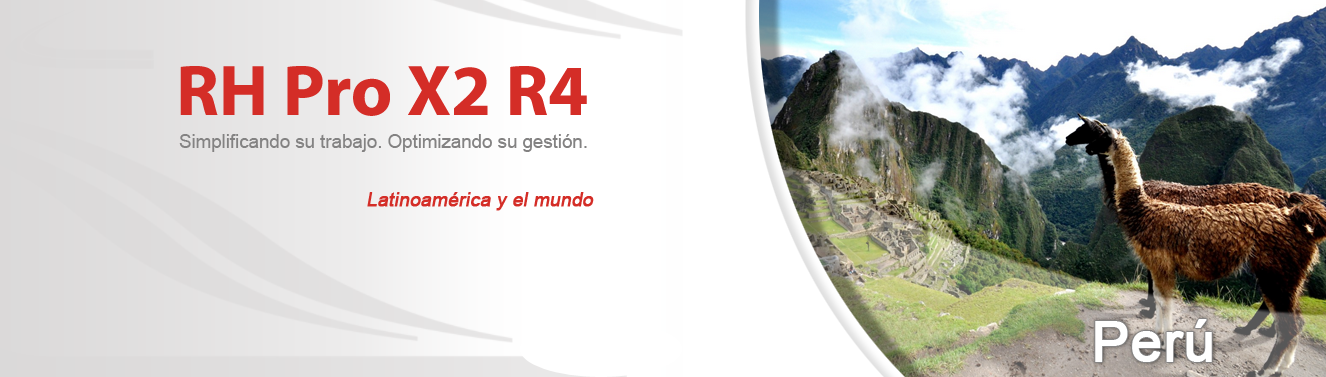 RH Pro X2 R4
Simplificando su trabajo. Optimizando su gestión.
Latinoamérica y el mundo
Perú